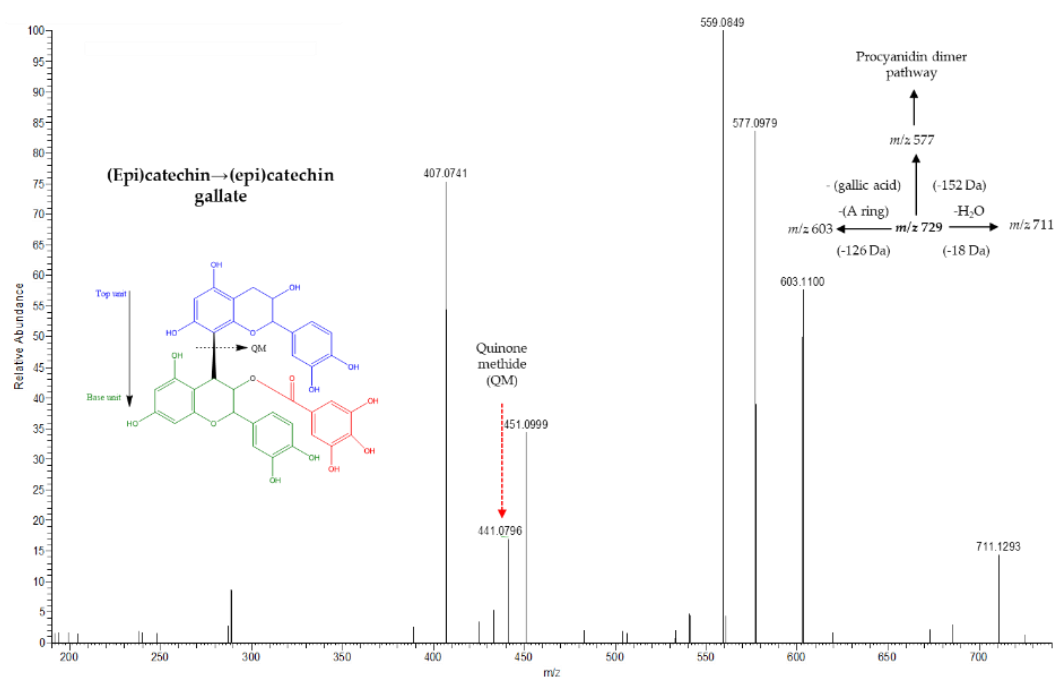 559.0849
Procyanidin dimer
pathway
577.0979
m/z 577
(Epi)catechin→(epi)catechin
gallate
407.0741
- (gallic acid) (-152 Da)
-(A ring) -H₂O
m/z 603 m/z 729 m/z 711
(-126 Da) (-18 Da)
603.1100
OH
OH
Top unit
HO
O
OH
QM
OH
OH
Base unit
O
O
HO
O
OH
OH
OH
OH
OH
Quinone
methide
(QM)
451.0999
441.0796
711.1293
Relative Abundance
100
95
90
85
80
75
70
65
60
55
50
45
40
35
30
25
20
15
10
5
0
200 250 300 350 400 450 500 550 600 650 700
m/z